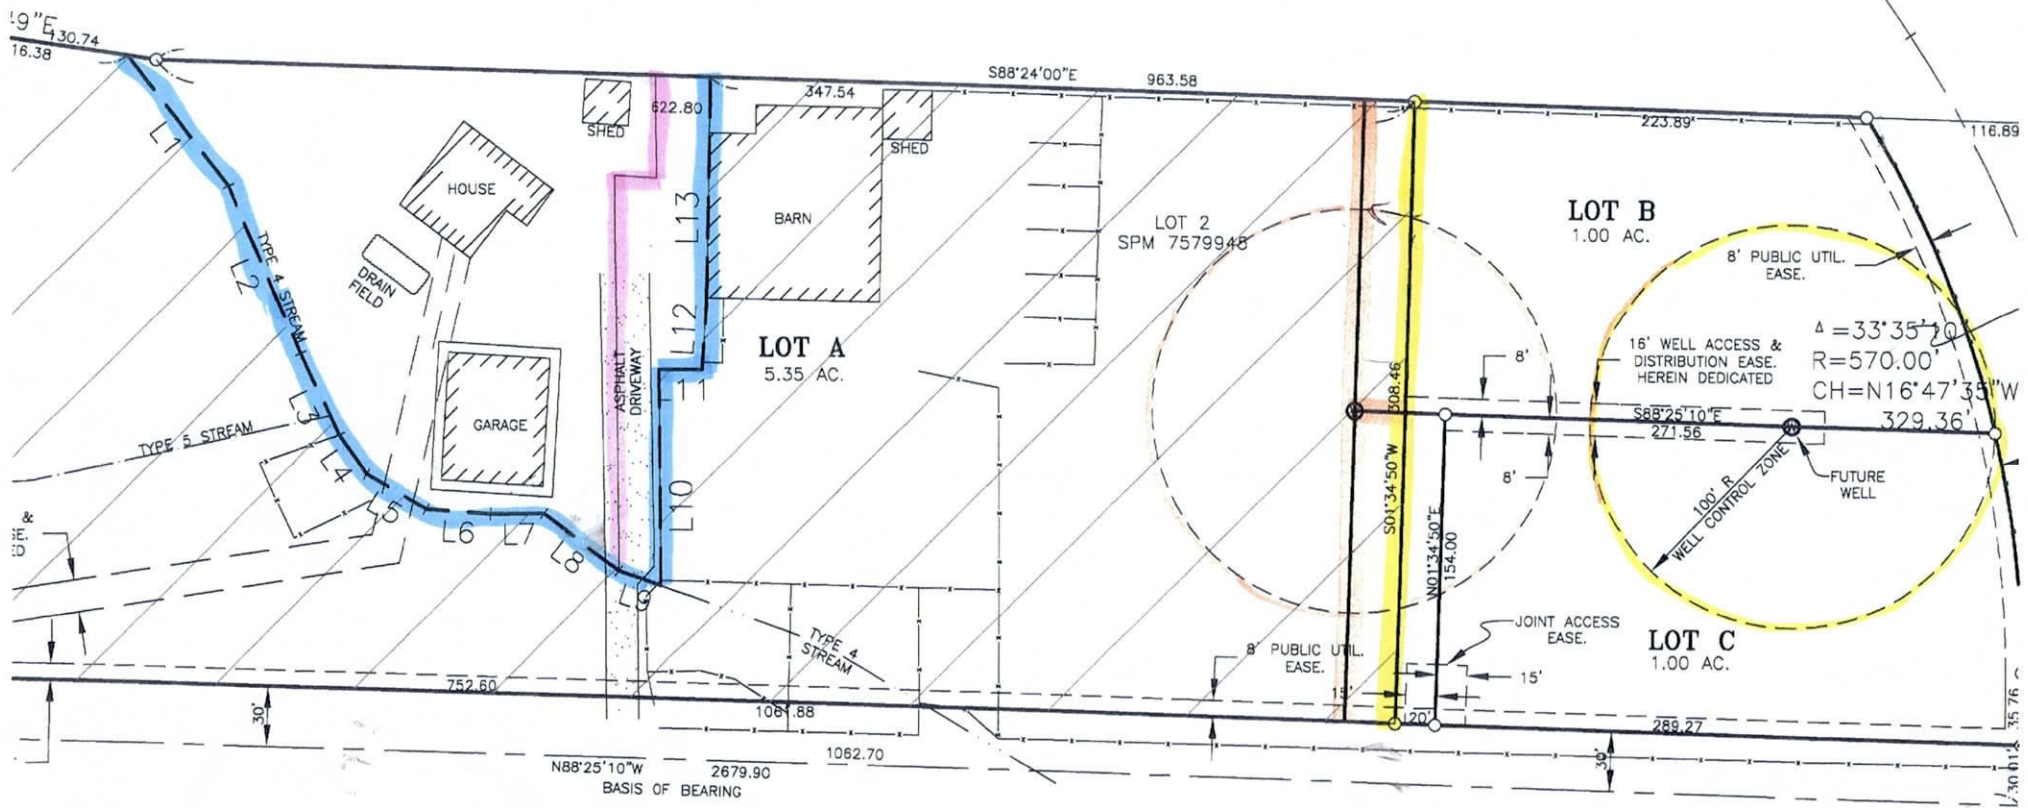 49"E
130.74
16.38
S88°24'00"E
963.58
622.80
347.54
223.89
116.89
L1
L2
L3
L4
L5
L6
L7
L8
L9
L10
L11
L12
L13
TYPE 4 STREAM
SHED
HOUSE
DRAIN
FIELD
GARAGE
ASPHALT
DRIVEWAY
BARN
SHED
LOT A
5.35 AC.
LOT 2
SPM 7579948
LOT B
1.00 AC.
8' PUBLIC UTIL.
EASE.
16' WELL ACCESS &
DISTRIBUTION EASE.
HEREIN DEDICATED
Δ=33°35'10
R=570.00'
CH=N16°47'35"W
329.36'
S88°25'10"E
271.56
8'
8'
308.46
S01°34'50"W
N01°34'50"E
154.00
100' R
WELL CONTROL ZONE
FUTURE
WELL
TYPE 5 STREAM
&
SE.
ED
TYPE 4
STREAM
8' PUBLIC UTIL.
EASE.
JOINT ACCESS
EASE.
LOT C
1.00 AC.
15'
15'
20'
289.27
752.60
1061.88
1062.70
30'
30'
N88°25'10"W
2679.90
BASIS OF BEARING
35.76